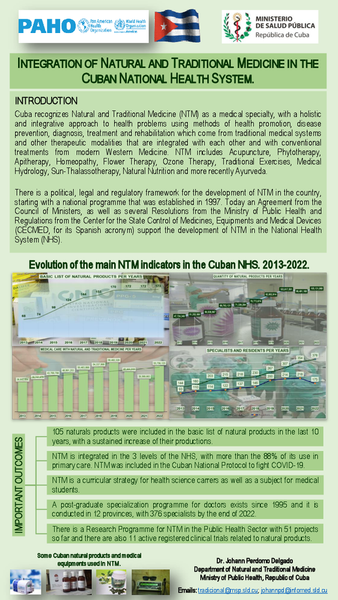 PAHO
Pan American
Health
Organization
World Health
Organization
MINISTERIO
DE SALUD PÚBLICA
República de Cuba
INTEGRATION OF NATURAL AND TRADITIONAL MEDICINE IN THE
CUBAN NATIONAL HEALTH SYSTEM.
INTRODUCTION
Cuba recognizes Natural and Traditional Medicine (NTM) as a medical specialty, with a holistic
and integrative approach to health problems using methods of health promotion, disease
prevention, diagnosis, treatment and rehabilitation which come from traditional medical systems
and other therapeutic modalities that are integrated with each other and with conventional
treatments from modern Western Medicine. NTM includes Acupuncture, Phytotherapy,
Apitherapy, Homeopathy, Flower Therapy, Ozone Therapy, Traditional Exercises, Medical
Hydrology, Sun-Thalassotherapy, Natural Nutrition and more recently Ayurveda.
There is a political, legal and regulatory framework for the development of NTM in the country,
starting with a national programme that was established in 1997. Today an Agreement from the
Council of Ministers, as well as several Resolutions from the Ministry of Public Health and
Regulations from the Center for the State Control of Medicines, Equipments and Medical Devices
(CECMED, for its Spanish acronym) support the development of NTM in the National Health
System (NHS).
Evolution of the main NTM indicators in the Cuban NHS. 2013-2022.
BASIC LIST OF NATURAL PRODUCTS PER YEARS
QUANTITY OF NATURAL PRODUCTS PER YEARS
MEDICAL CARE WITH NATURAL AND TRADITIONAL MEDICINE PER YEARS
SPECIALISTS AND RESIDENTS PER YEARS
IMPORTANT OUTCOMES
105 naturals products were included in the basic list of natural products in the last 10
years, with a sustained increase of their productions.
NTM is integrated in the 3 levels of the NHS, with more than the 88% of its use in
primary care. NTM was included in the Cuban National Protocol to fight COVID-19.
NTM is a curricular strategy for health science carrers as well as a subject for medical
students.
A post-graduate specialization programme for doctors exists since 1995 and it is
conducted in 12 provinces, with 376 specialists by the end of 2022.
There is a Research Programme for NTM in the Public Health Sector with 51 projects
so far and there are also 11 active registered clinical trials related to natural products.
Some Cuban natural products and medical
equipments used in NTM.
Dr. Johann Perdomo Delgado
Department of Natural and Traditional Medicine
Ministry of Public Health, Republic of Cuba
Emails: tradicional@msp.sld.cu; johannpd@infomed.sld.cu